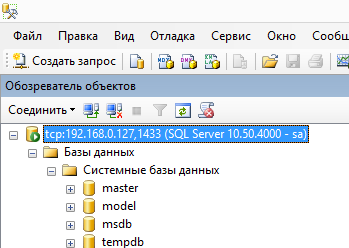 Файл Правка Вид Отладка Сервис Окно
Создать запрос
Обозреватель объектов
Соединить
tcp:192.168.0.127,1433 (SQL Server 10.50.4000 - sa)
Базы данных
Системные базы данных
master
model
msdb
tempdb